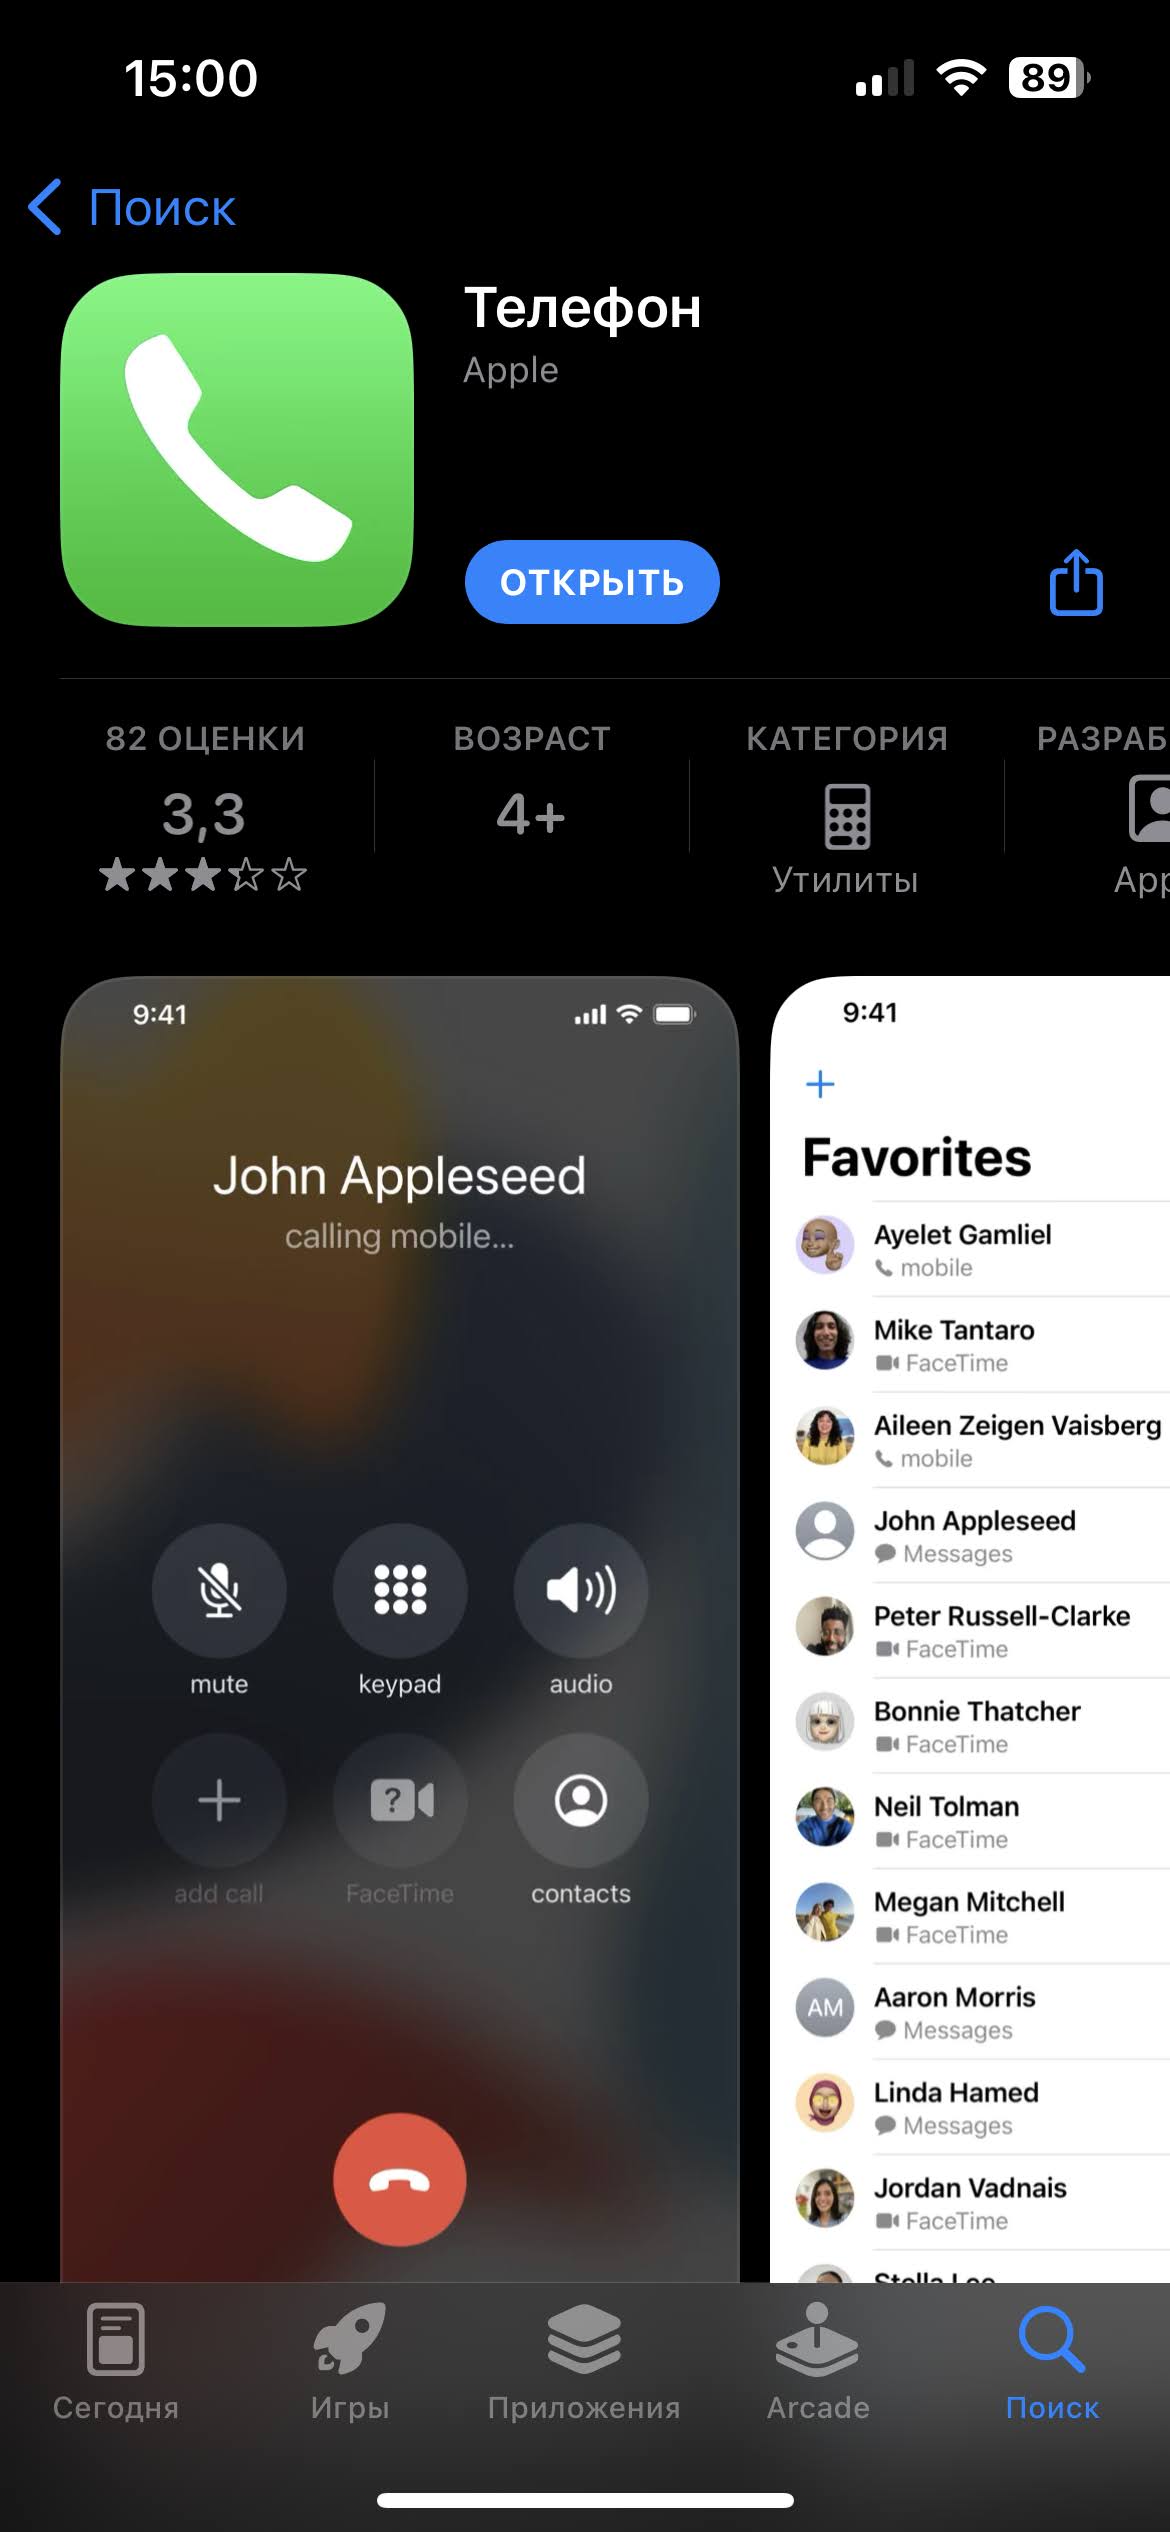 15:00
89
Поиск
Телефон
Apple
ОТКРЫТЬ
82 ОЦЕНКИ
3,3
ВОЗРАСТ
4+
КАТЕГОРИЯ
Утилиты
РАЗРАБ
App
9:41
John Appleseed
calling mobile...
mute
keypad
audio
add call
FaceTime
contacts
9:41
Favorites
Ayelet Gamliel
mobile
Mike Tantaro
FaceTime
Aileen Zeigen Vaisberg
mobile
John Appleseed
Messages
Peter Russell-Clarke
FaceTime
Bonnie Thatcher
FaceTime
Neil Tolman
FaceTime
Megan Mitchell
FaceTime
AM
Aaron Morris
Messages
Linda Hamed
Messages
Jordan Vadnais
FaceTime
Stella Lee
Сегодня
Игры
Приложения
Arcade
Поиск